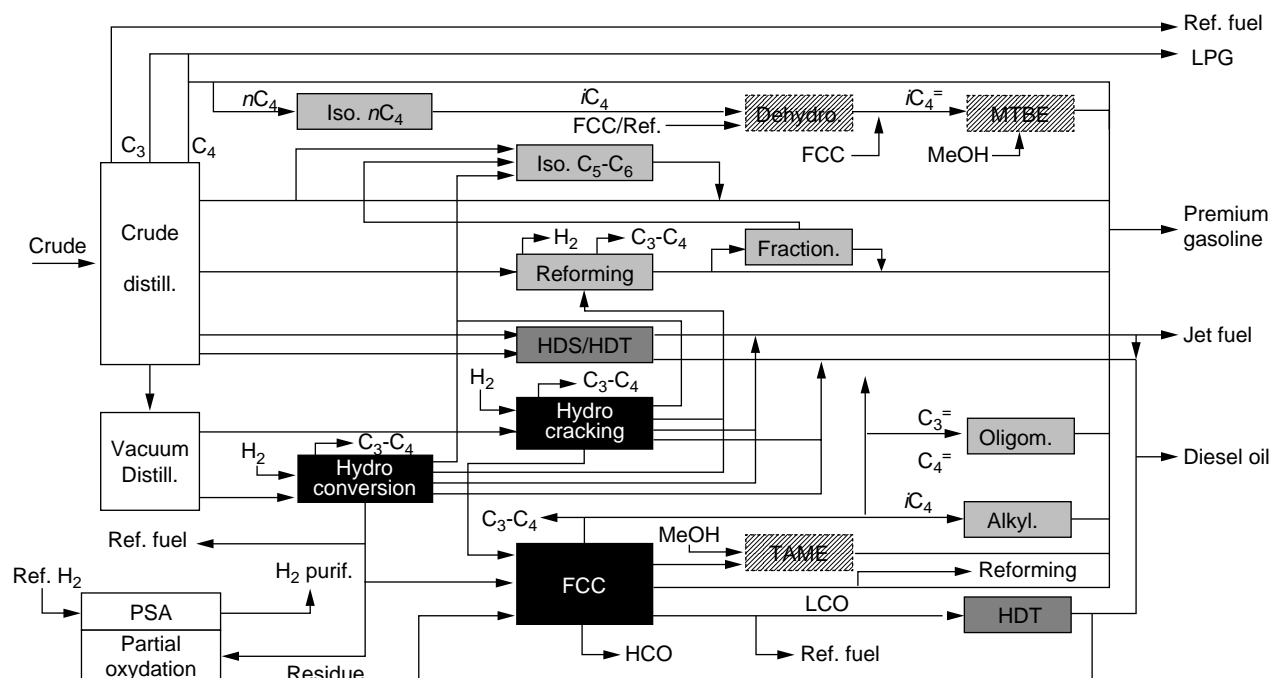 Ref. fuel
LPG
nC4
Iso. nC4
iC4
Dehydro.
iC4=
MTBE
FCC/Ref.
FCC
MeOH
C3
C4
Iso. C5-C6
Crude
Crude
distill.
H2
C3-C4
Reforming
Fraction.
Premium
gasoline
HDS/HDT
Jet fuel
H2
C3-C4
Hydro
cracking
Vacuum
Distill.
H2
C3-C4
Hydro
conversion
C3=
C4=
Oligom.
Diesel oil
iC4
Alkyl.
C3-C4
Ref. fuel
MeOH
TAME
Reforming
Ref. H2
H2 purif.
PSA
Partial
oxydation
FCC
LCO
HDT
HCO
Ref. fuel
Residue